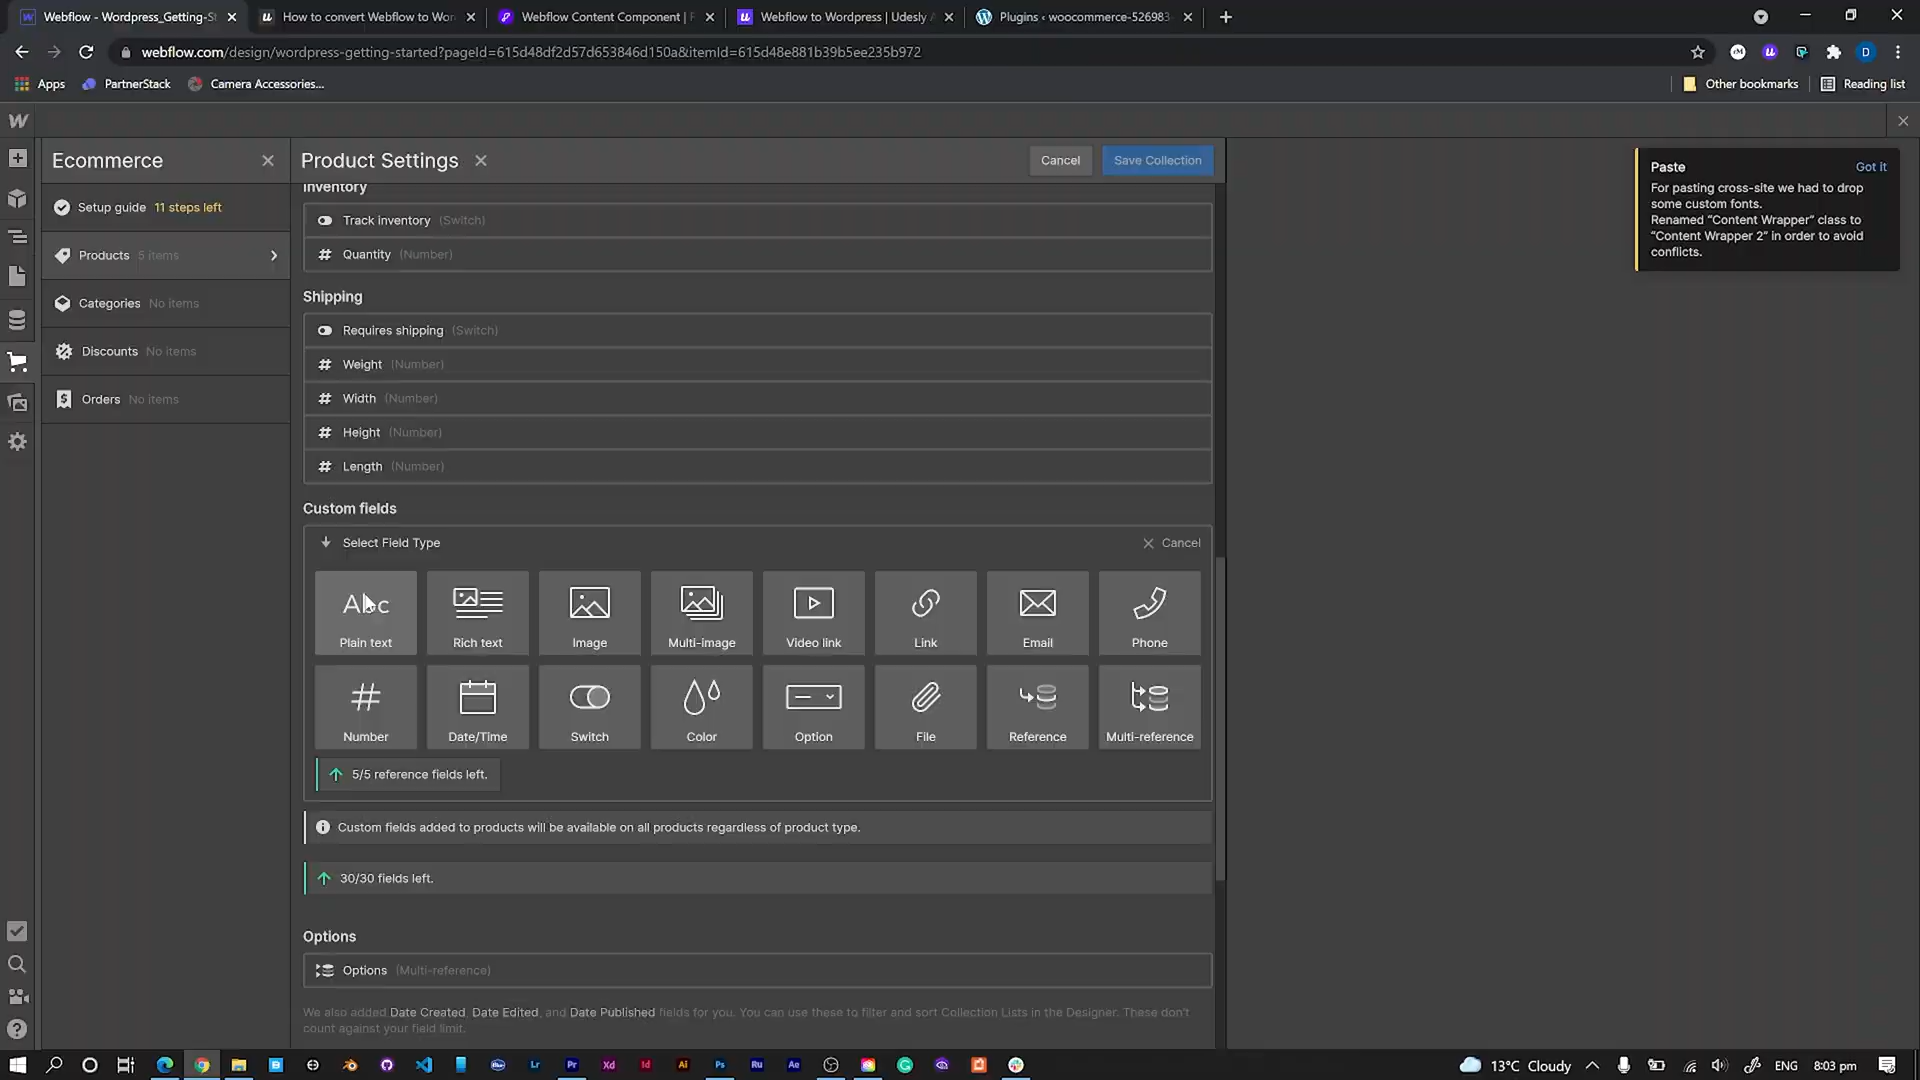 Webflow - Wordpress_Getting-S
How to convert Webflow to Wor
Webflow Content Component | F
Webflow to Wordpress | Udesly
Plugins ‹ woocommerce-526983
webflow.com/design/wordpress-getting-started?pageId=615d48df2d57d653846d150a&itemId=615d48e881b39b5ee235b972
Apps
PartnerStack
Camera Accessories...
Other bookmarks
Reading list
Ecommerce
Product Settings
Cancel
Save Collection
Paste
Got it
For pasting cross-site we had to drop
some custom fonts.
Renamed "Content Wrapper" class to
"Content Wrapper 2" in order to avoid
conflicts.
Setup guide 11 steps left
Products 5 items
Categories No items
Discounts No items
Orders No items
Inventory
Track inventory (Switch)
Quantity (Number)
Shipping
Requires shipping (Switch)
Weight (Number)
Width (Number)
Height (Number)
Length (Number)
Custom fields
Select Field Type
Cancel
Abc
Plain text
Rich text
Image
Multi-image
Video link
Link
Email
Phone
Number
Date/Time
Switch
Color
Option
File
Reference
Multi-reference
5/5 reference fields left.
Custom fields added to products will be available on all products regardless of product type.
30/30 fields left.
Options
Options (Multi-reference)
We also added Date Created, Date Edited, and Date Published fields for you. You can use these to filter and sort Collection Lists in the Designer. These don't
count against your field limit.
13°C Cloudy
ENG
8:03 pm